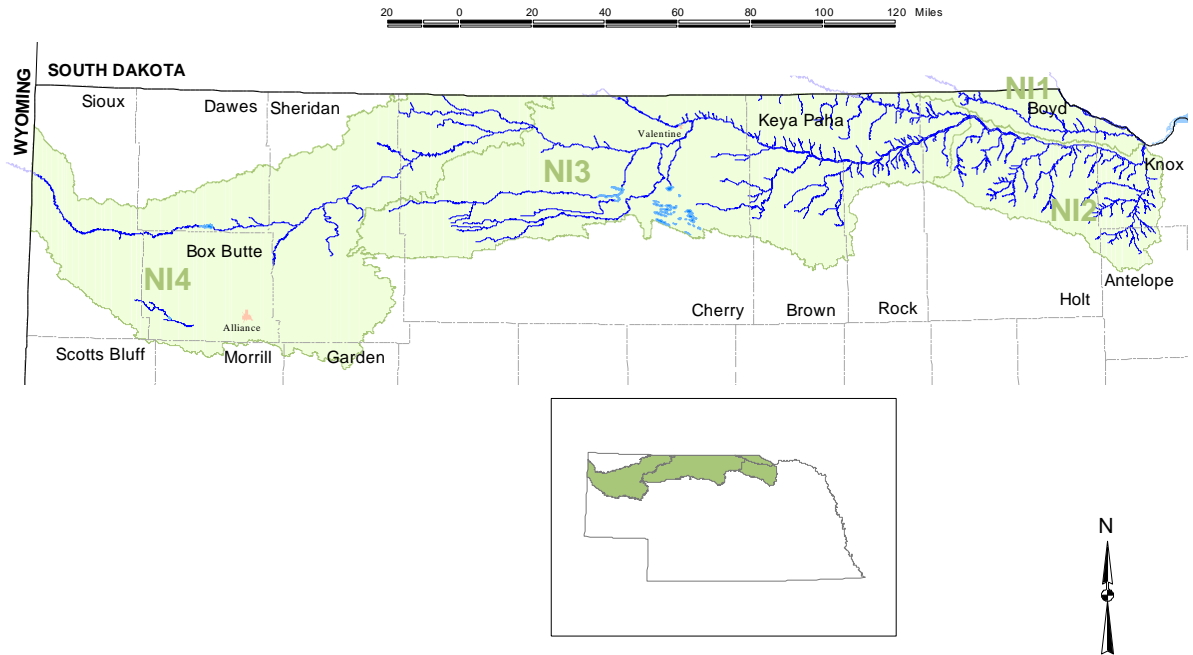 20 0 20 40 60 80 100 120 Miles
WYOMING
SOUTH DAKOTA
Sioux
Dawes
Sheridan
NI1
Boyd
Keya Paha
Valentine
Knox
NI3
NI2
Box Butte
NI4
Antelope
Alliance
Cherry
Brown
Rock
Holt
Scotts Bluff
Morrill
Garden
N